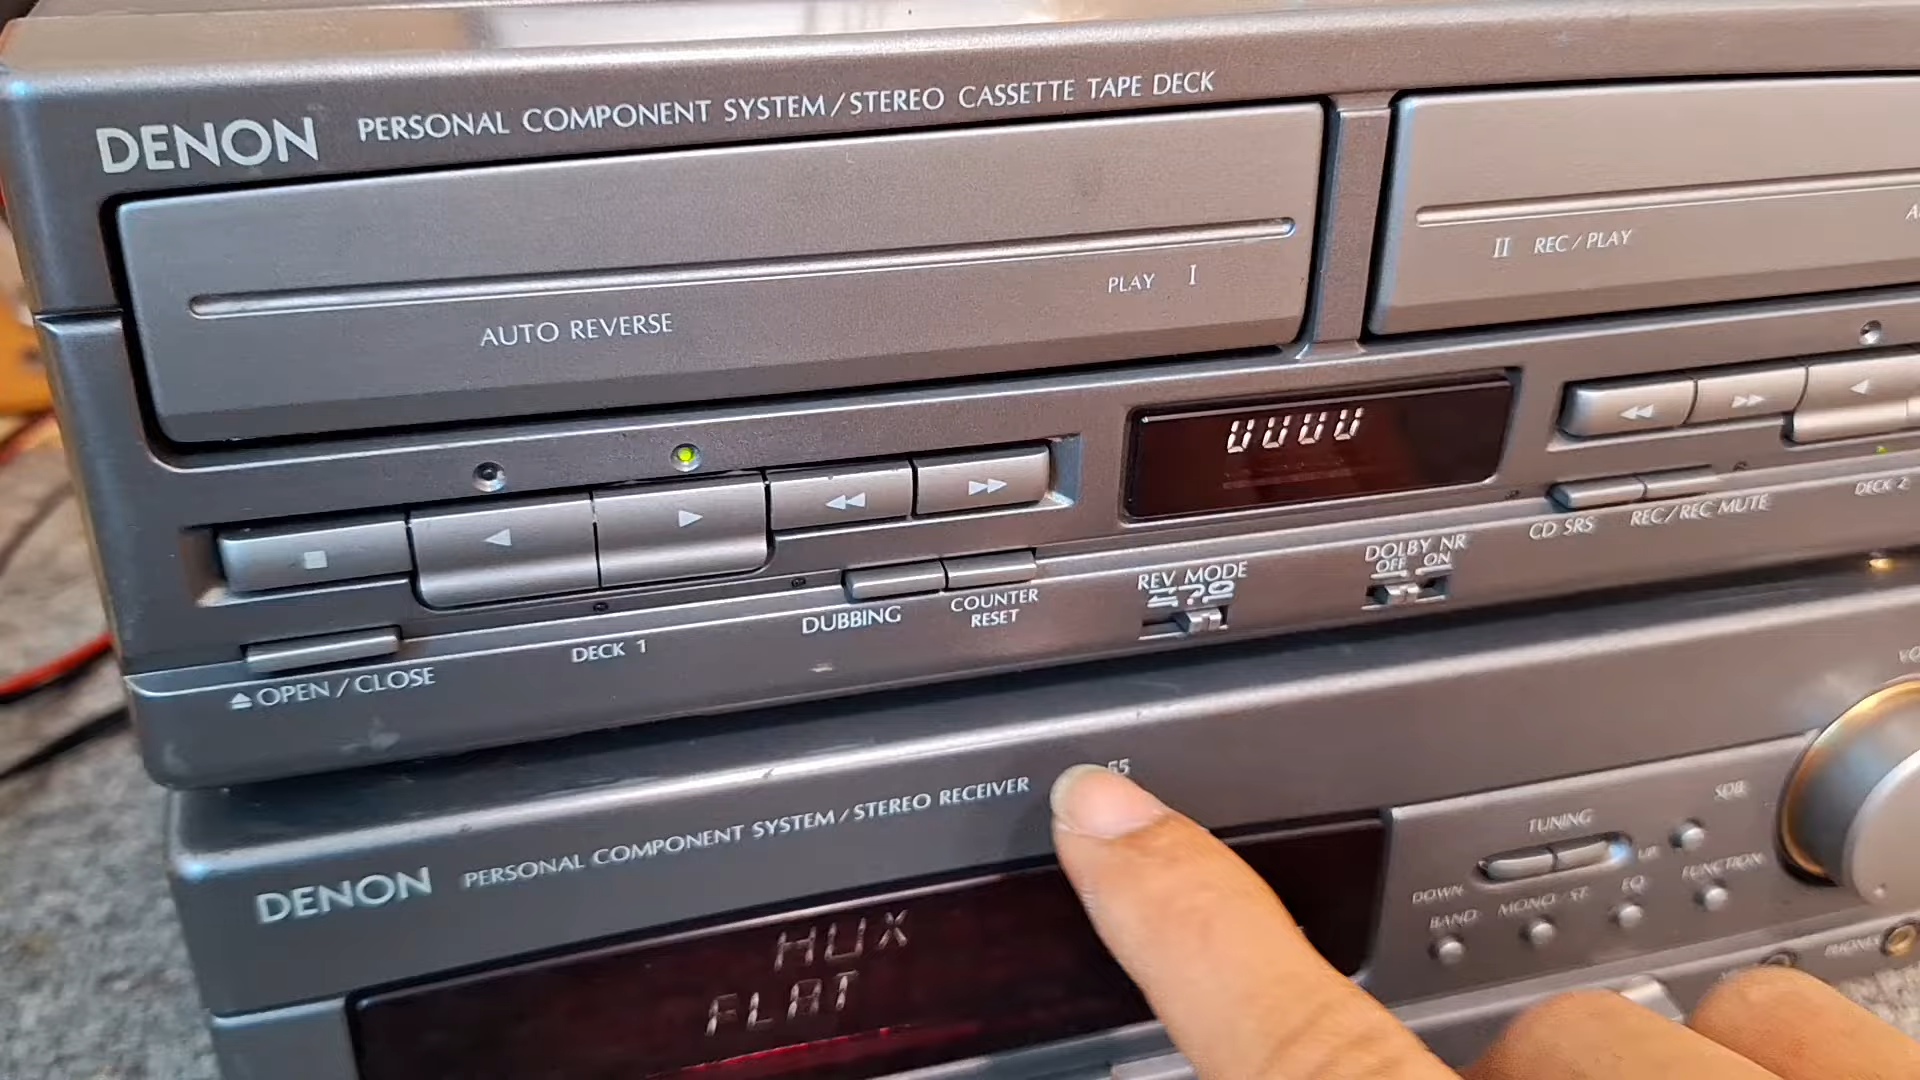 DENON PERSONAL COMPONENT SYSTEM/STEREO CASSETTE TAPE DECK
AUTO REVERSE
PLAY I
II REC/PLAY
DUBBING
COUNTER
RESET
REV MODE
DOLBY NR
OFF ON
CD SRS
REC/REC MUTE
DECK 2
OPEN/CLOSE
DECK 1
DENON PERSONAL COMPONENT SYSTEM/STEREO RECEIVER
55
AUX
FLAT
TUNING
DOWN
UP
BAND
MONO/ST
EQ
FUNCTION
PHONES